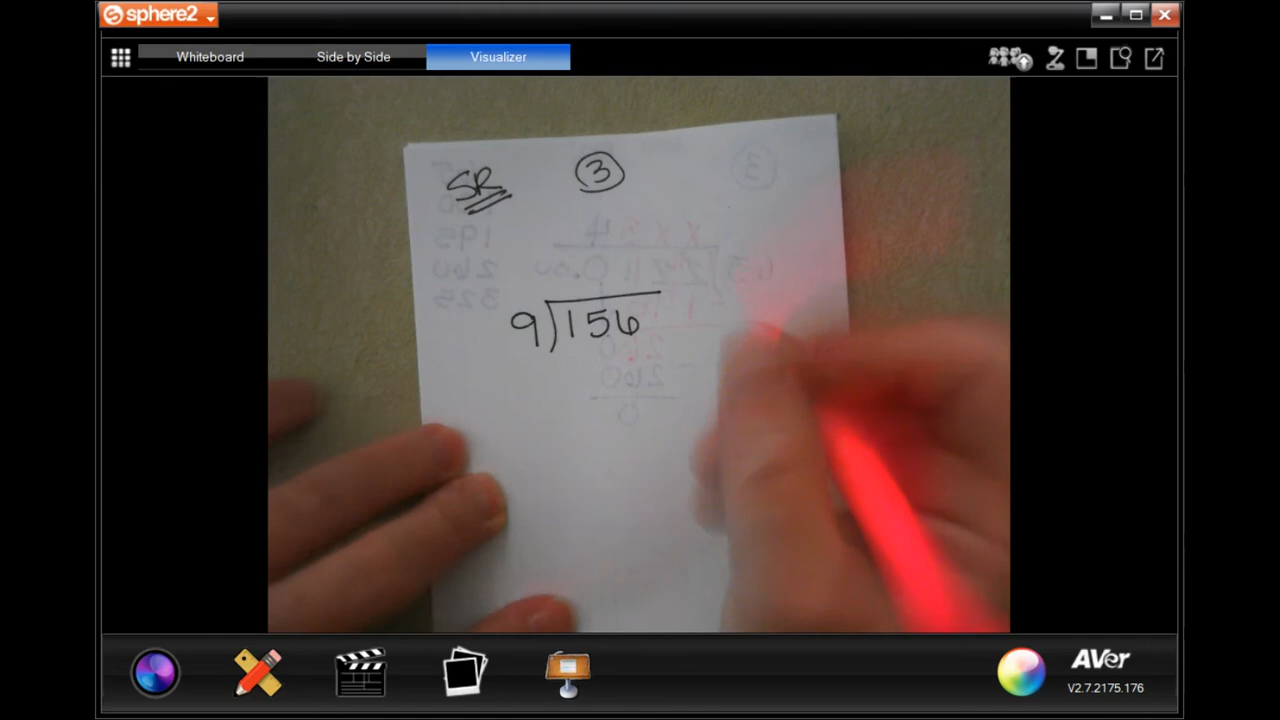 sphere2
Whiteboard Side by Side Visualizer
SR 3
9)156
AVer
V2.7.2175.176